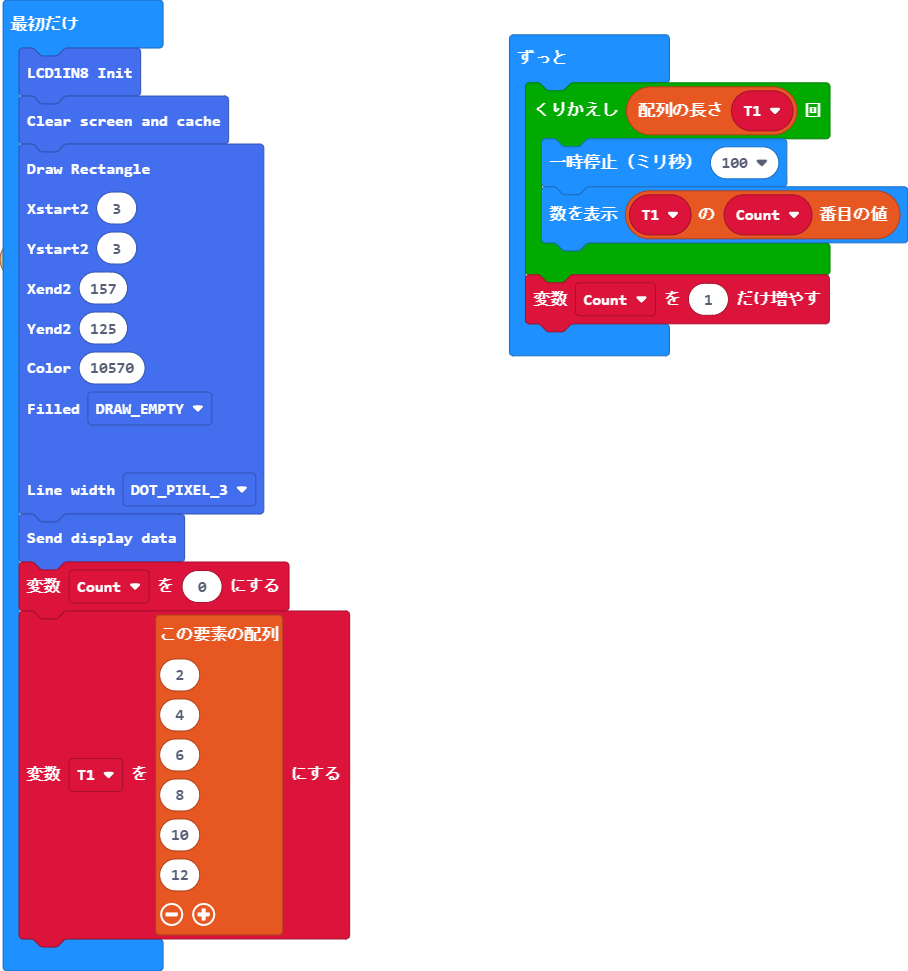 最初だけ
LCD1IN8 Init
Clear screen and cache
Draw Rectangle
Xstart2 3
Ystart2 3
Xend2 157
Yend2 125
Color 10570
Filled DRAW_EMPTY
Line width DOT_PIXEL_3
Send display data
変数 Count を 0 にする
この要素の配列
2
4
6
変数 T1 を にする
8
10
12
ずっと
くりかえし 配列の長さ T1 回
一時停止（ミリ秒） 100
数を表示 T1 の Count 番目の値
変数 Count を 1 だけ増やす